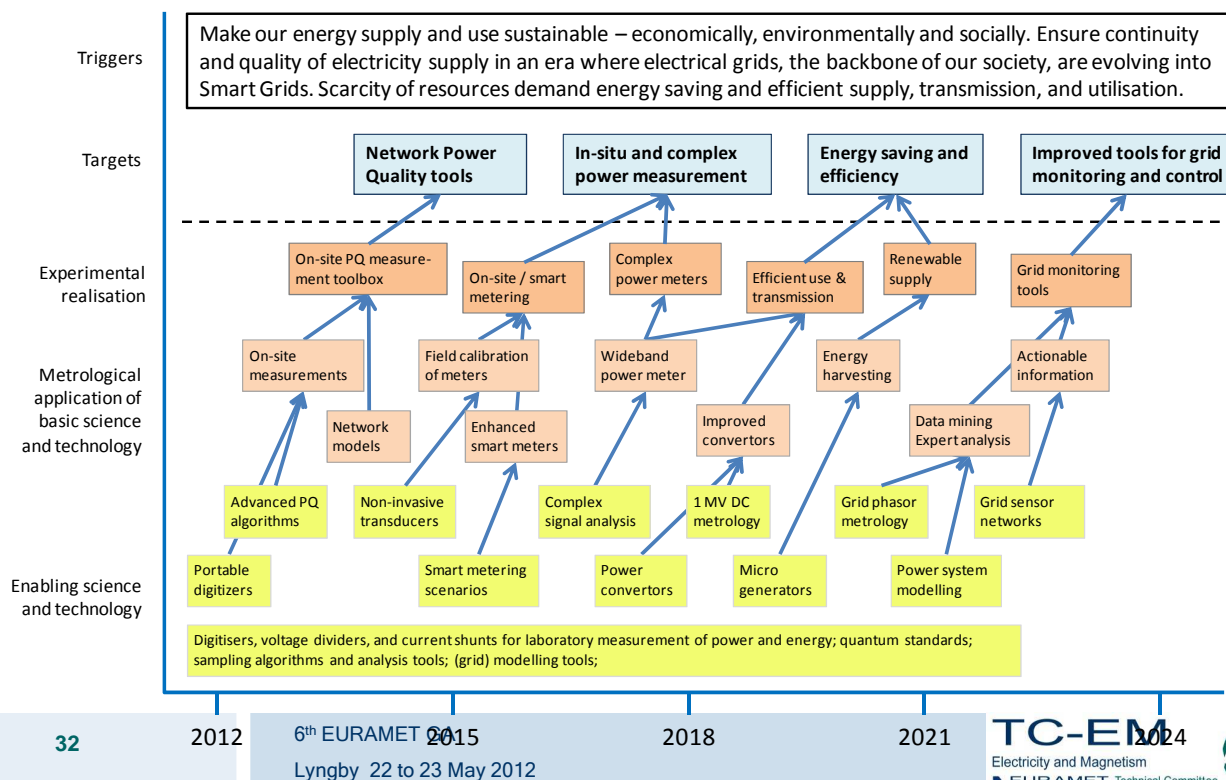 Triggers
Make our energy supply and use sustainable – economically, environmentally and socially. Ensure continuity
and quality of electricity supply in an era where electrical grids, the backbone of our society, are evolving into
Smart Grids. Scarcity of resources demand energy saving and efficient supply, transmission, and utilisation.
Targets
Network Power
Quality tools
In-situ and complex
power measurement
Energy saving and
efficiency
Improved tools for grid
monitoring and control
Experimental
realisation
On-site PQ measure-
ment toolbox
On-site / smart
metering
Complex
power meters
Efficient use &
transmission
Renewable
supply
Grid monitoring
tools
Metrological
application of
basic science
and technology
On-site
measurements
Network
models
Field calibration
of meters
Enhanced
smart meters
Wideband
power meter
Improved
convertors
Energy
harvesting
Data mining
Expert analysis
Actionable
information
Enabling science
and technology
Advanced PQ
algorithms
Non-invasive
transducers
Complex
signal analysis
1 MV DC
metrology
Grid phasor
metrology
Grid sensor
networks
Portable
digitizers
Smart metering
scenarios
Power
convertors
Micro
generators
Power system
modelling
Digitisers, voltage dividers, and current shunts for laboratory measurement of power and energy; quantum standards;
sampling algorithms and analysis tools; (grid) modelling tools;
2012
2015
2018
2021
2024
32
6th EURAMET GA
Lyngby 22 to 23 May 2012
TC-EM
Electricity and Magnetism
EURAMET Technical Committee